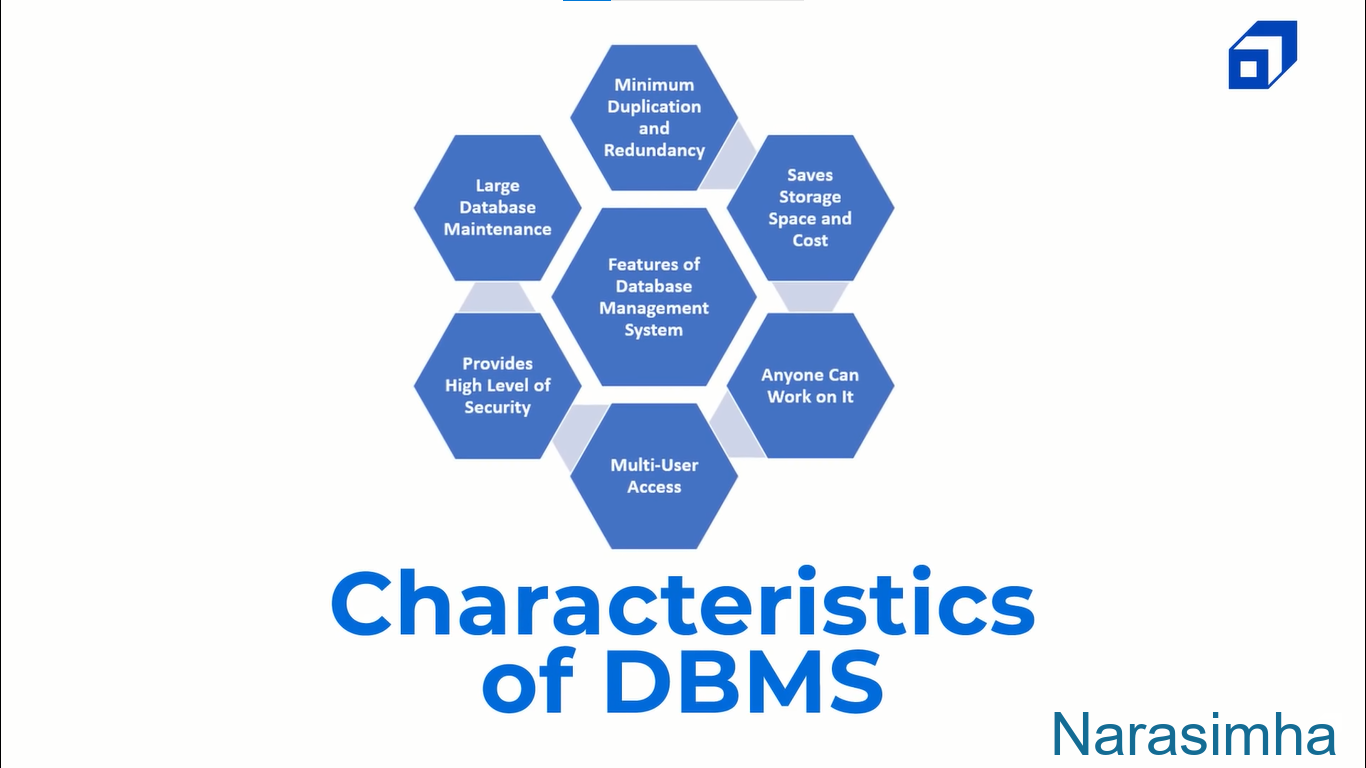 Minimum
Duplication
and
Redundancy
Saves
Storage
Space and
Cost
Large
Database
Maintenance
Features of
Database
Management
System
Provides
High Level of
Security
Anyone Can
Work on It
Multi-User
Access
Characteristics
of DBMS
Narasimha